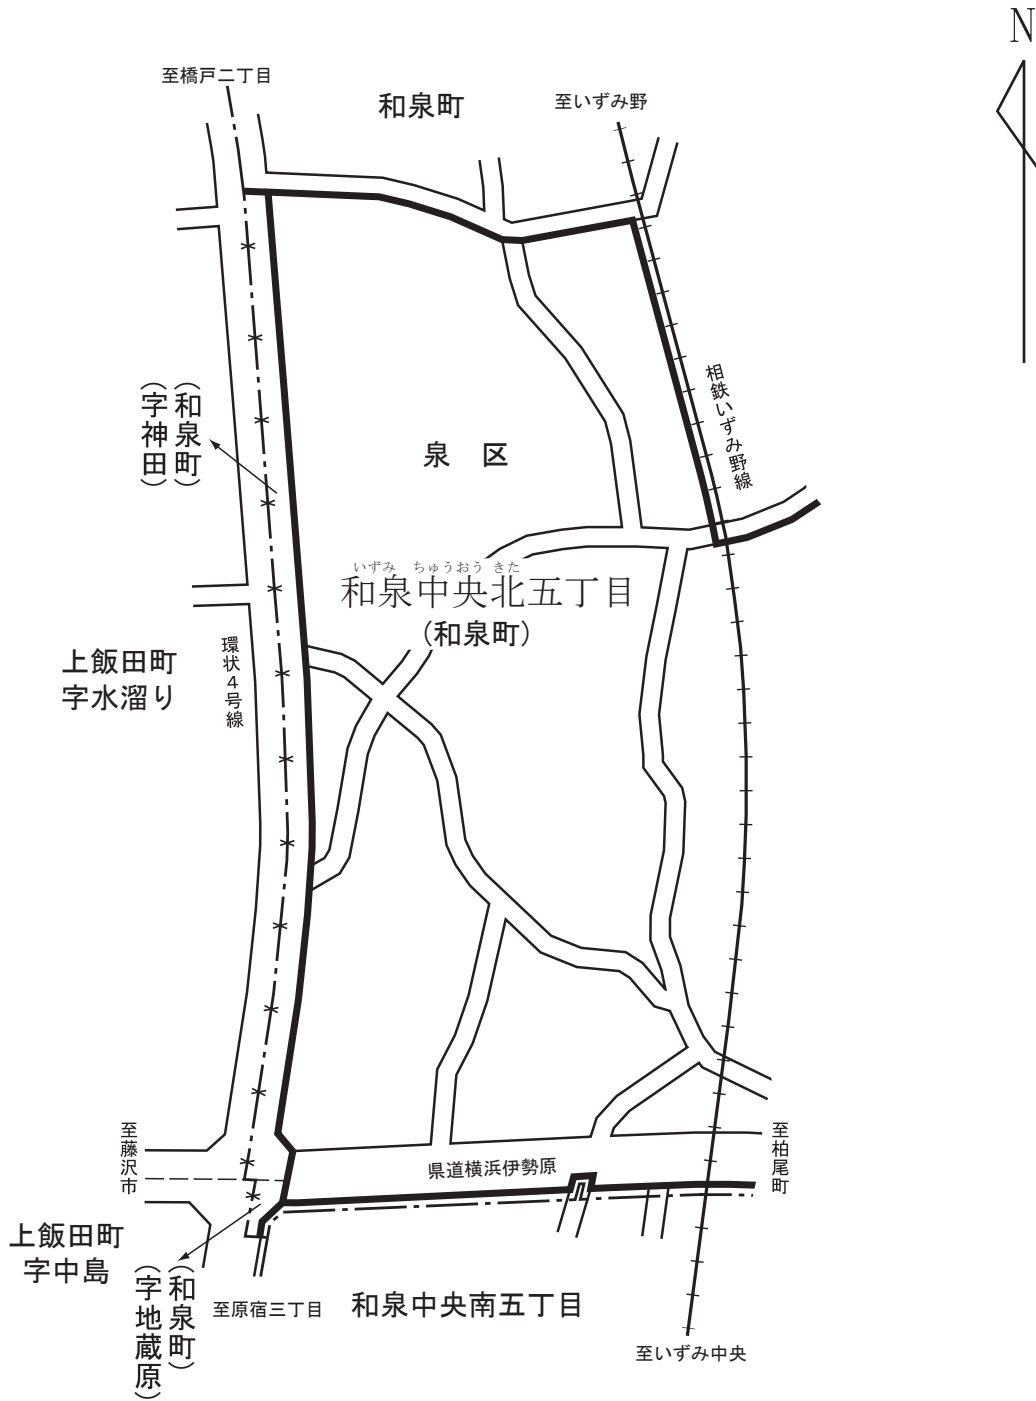 N
至橋戸二丁目
和泉町
至いずみ野
相鉄いずみ野線
(和泉町)
(字神田)
泉 区
いずみ ちゅうおう きた
和泉中央北五丁目
(和泉町)
環状4号線
上飯田町
字水溜り
至藤沢市
県道横浜伊勢原
至柏尾町
上飯田町
字中島
(和泉町)
(字地蔵原)
至原宿三丁目
和泉中央南五丁目
至いずみ中央